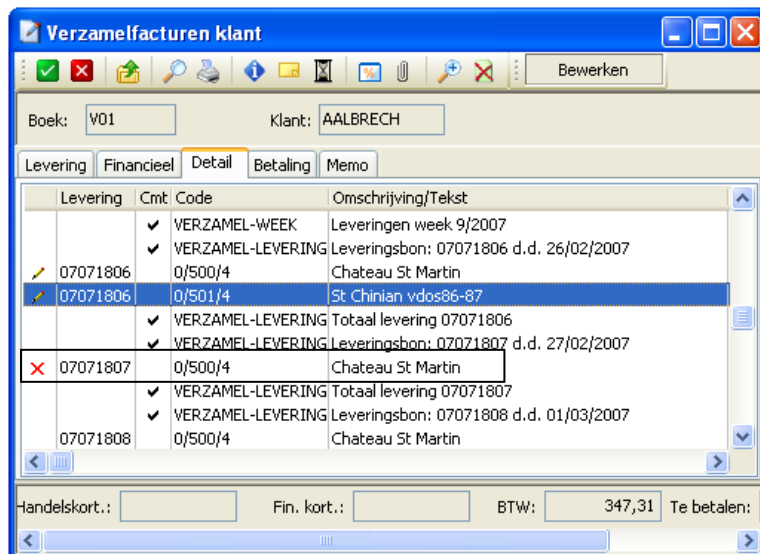 Verzamelfacturen klant
Bewerken
Boek: V01 Klant: AALBRECH
Levering Financieel Detail Betaling Memo
Levering Cmt Code Omschrijving/Tekst
VERZAMEL-WEEK Leveringen week 9/2007
VERZAMEL-LEVERING Leveringsbon: 07071806 d.d. 26/02/2007
07071806 0/500/4 Chateau St Martin
07071806 0/501/4 St Chinian vdos86-87
VERZAMEL-LEVERING Totaal levering 07071806
VERZAMEL-LEVERING Leveringsbon: 07071807 d.d. 27/02/2007
07071807 0/500/4 Chateau St Martin
VERZAMEL-LEVERING Totaal levering 07071807
VERZAMEL-LEVERING Leveringsbon: 07071808 d.d. 01/03/2007
07071808 0/500/4 Chateau St Martin
Handelskort.: Fin. kort.: BTW: 347,31 Te betalen: